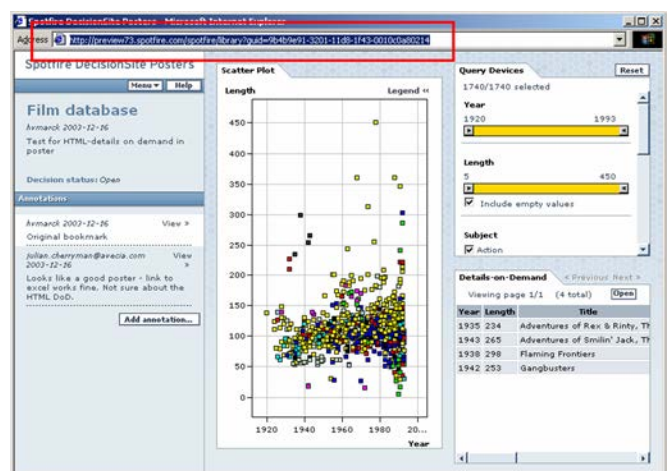 Spotfire DecisionSite Posters - Microsoft Internet Explorer
Address http://preview73.spotfire.com/spotfire/library?guid=9b4b9e91-3201-11d8-1f43-0010c0a80214
Spotfire DecisionSite Posters
Menu Help
Film database
hvmarck 2003-12-16
Test for HTML-details on demand in
poster
Decision status: Open
Annotations
hvmarck 2003-12-16 View »
Original bookmark
julian.cherryman@avecia.com View
2003-12-16 »
Looks like a good poster - link to
excel works fine. Not sure about the
HTML DoD.
Add annotation...
Scatter Plot
Length Legend «
450
400
350
300
250
200
150
100
50
0
1920 1940 1960 1980 20...
Year
Query Devices Reset
1740/1740 selected
Year
1920 1993
Length
5 450
Include empty values
Subject
Action
Details-on-Demand < Previous Next >
Viewing page 1/1 (4 total) Open
Year Length Title
1935 234 Adventures of Rex & Rinty, Th
1943 265 Adventures of Smilin' Jack, Th
1938 298 Flaming Frontiers
1942 253 Gangbusters